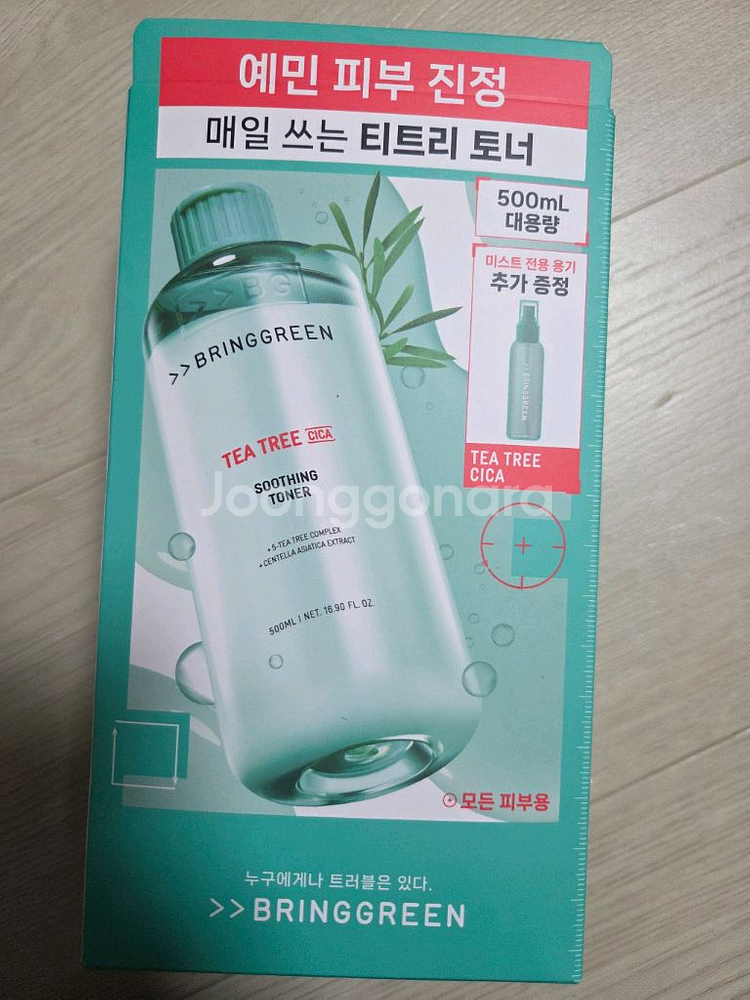 예민 피부 진정
매일 쓰는 티트리 토너
500mL
대용량
미스트 전용 용기
추가 증정
BRINGGREEN
TEA TREE
CICA
>>BG
>>BRINGGREEN
TEA TREE CICA
SOOTHING
TONER
+5-TEA TREE COMPLEX
+CENTELLA ASIATICA EXTRACT
500ML I NET. 16.90 FL. OZ.
Joonggonara
모든 피부용
누구에게나 트러블은 있다.
>>BRINGGREEN